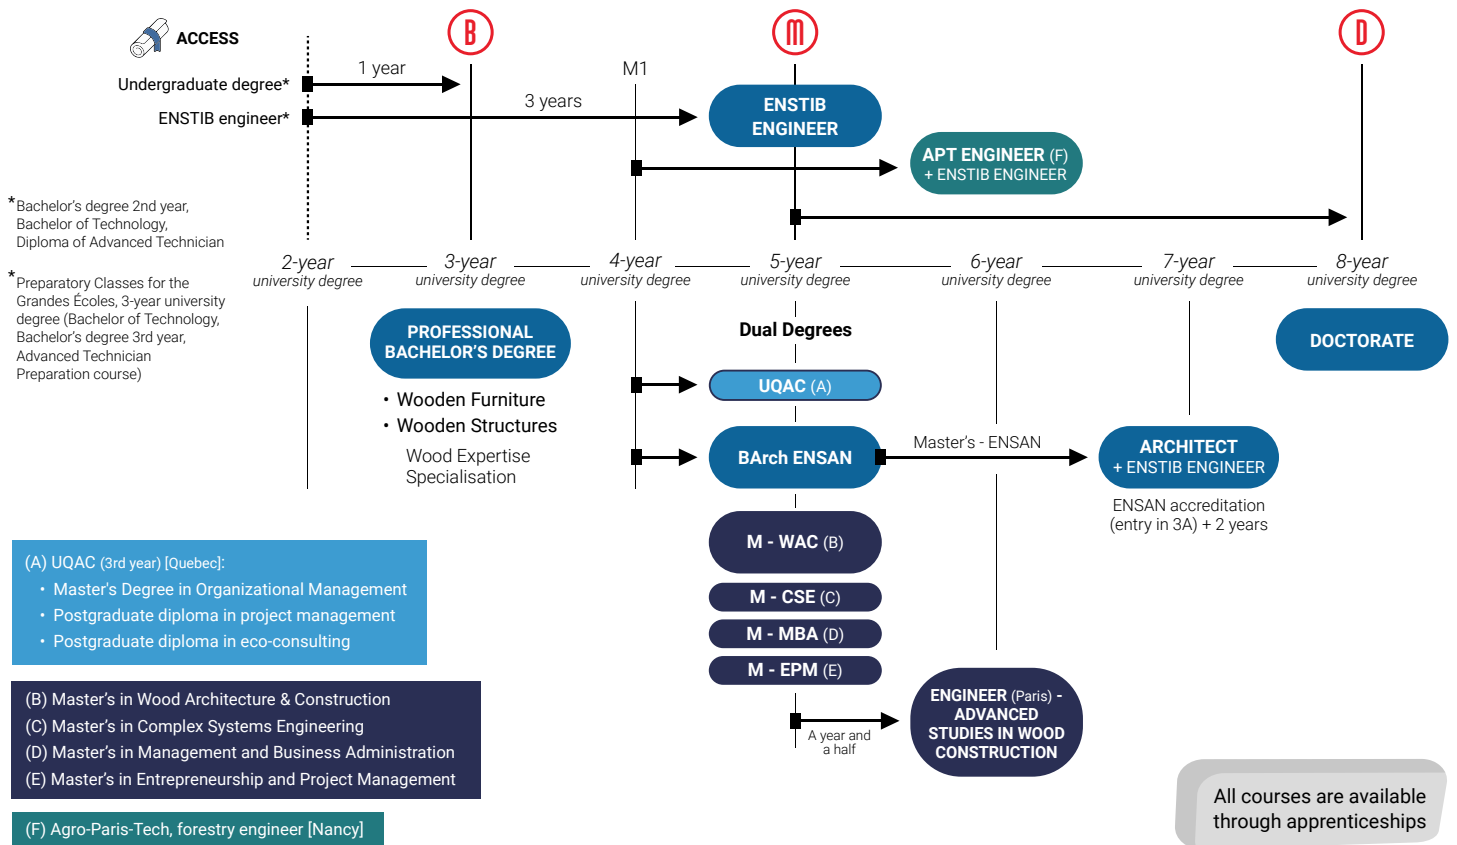 ACCESS
B
M
D
Undergraduate degree*
1 year
M1
ENSTIB engineer*
3 years
ENSTIB
ENGINEER
APT ENGINEER (F)
+ ENSTIB ENGINEER
*Bachelor’s degree 2nd year,
Bachelor of Technology,
Diploma of Advanced Technician
*Preparatory Classes for the
Grandes Écoles, 3-year university
degree (Bachelor of Technology,
Bachelor’s degree 3rd year,
Advanced Technician
Preparation course)
2-year
university degree
3-year
university degree
4-year
university degree
5-year
university degree
6-year
university degree
7-year
university degree
8-year
university degree
PROFESSIONAL
BACHELOR’S DEGREE
• Wooden Furniture
• Wooden Structures
Wood Expertise
Specialisation
Dual Degrees
UQAC (A)
BArch ENSAN
Master’s - ENSAN
ARCHITECT
+ ENSTIB ENGINEER
ENSAN accreditation
(entry in 3A) + 2 years
DOCTORATE
M - WAC (B)
M - CSE (C)
M - MBA (D)
M - EPM (E)
A year and
a half
ENGINEER (Paris) -
ADVANCED
STUDIES IN WOOD
CONSTRUCTION
(A) UQAC (3rd year) [Quebec]:
• Master's Degree in Organizational Management
• Postgraduate diploma in project management
• Postgraduate diploma in eco-consulting
(B) Master’s in Wood Architecture & Construction
(C) Master’s in Complex Systems Engineering
(D) Master’s in Management and Business Administration
(E) Master’s in Entrepreneurship and Project Management
(F) Agro-Paris-Tech, forestry engineer [Nancy]
All courses are available
through apprenticeships